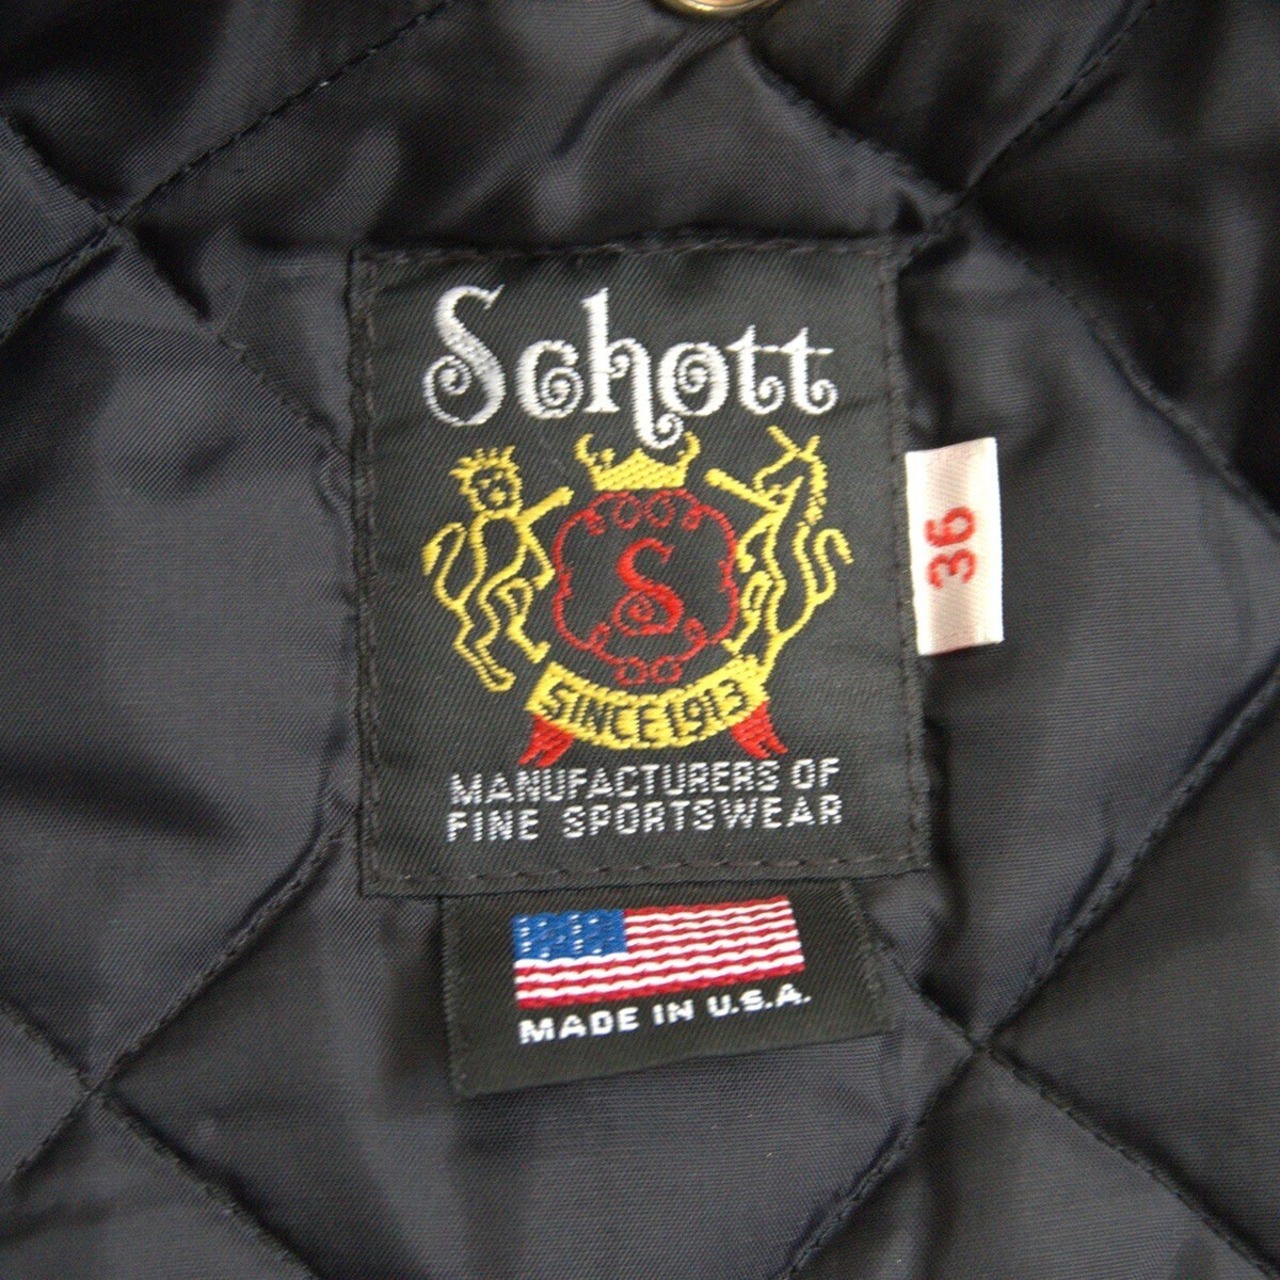 Schott
S
SINCE 1913
MANUFACTURERS OF
FINE SPORTSWEAR
36
MADE IN U.S.A.